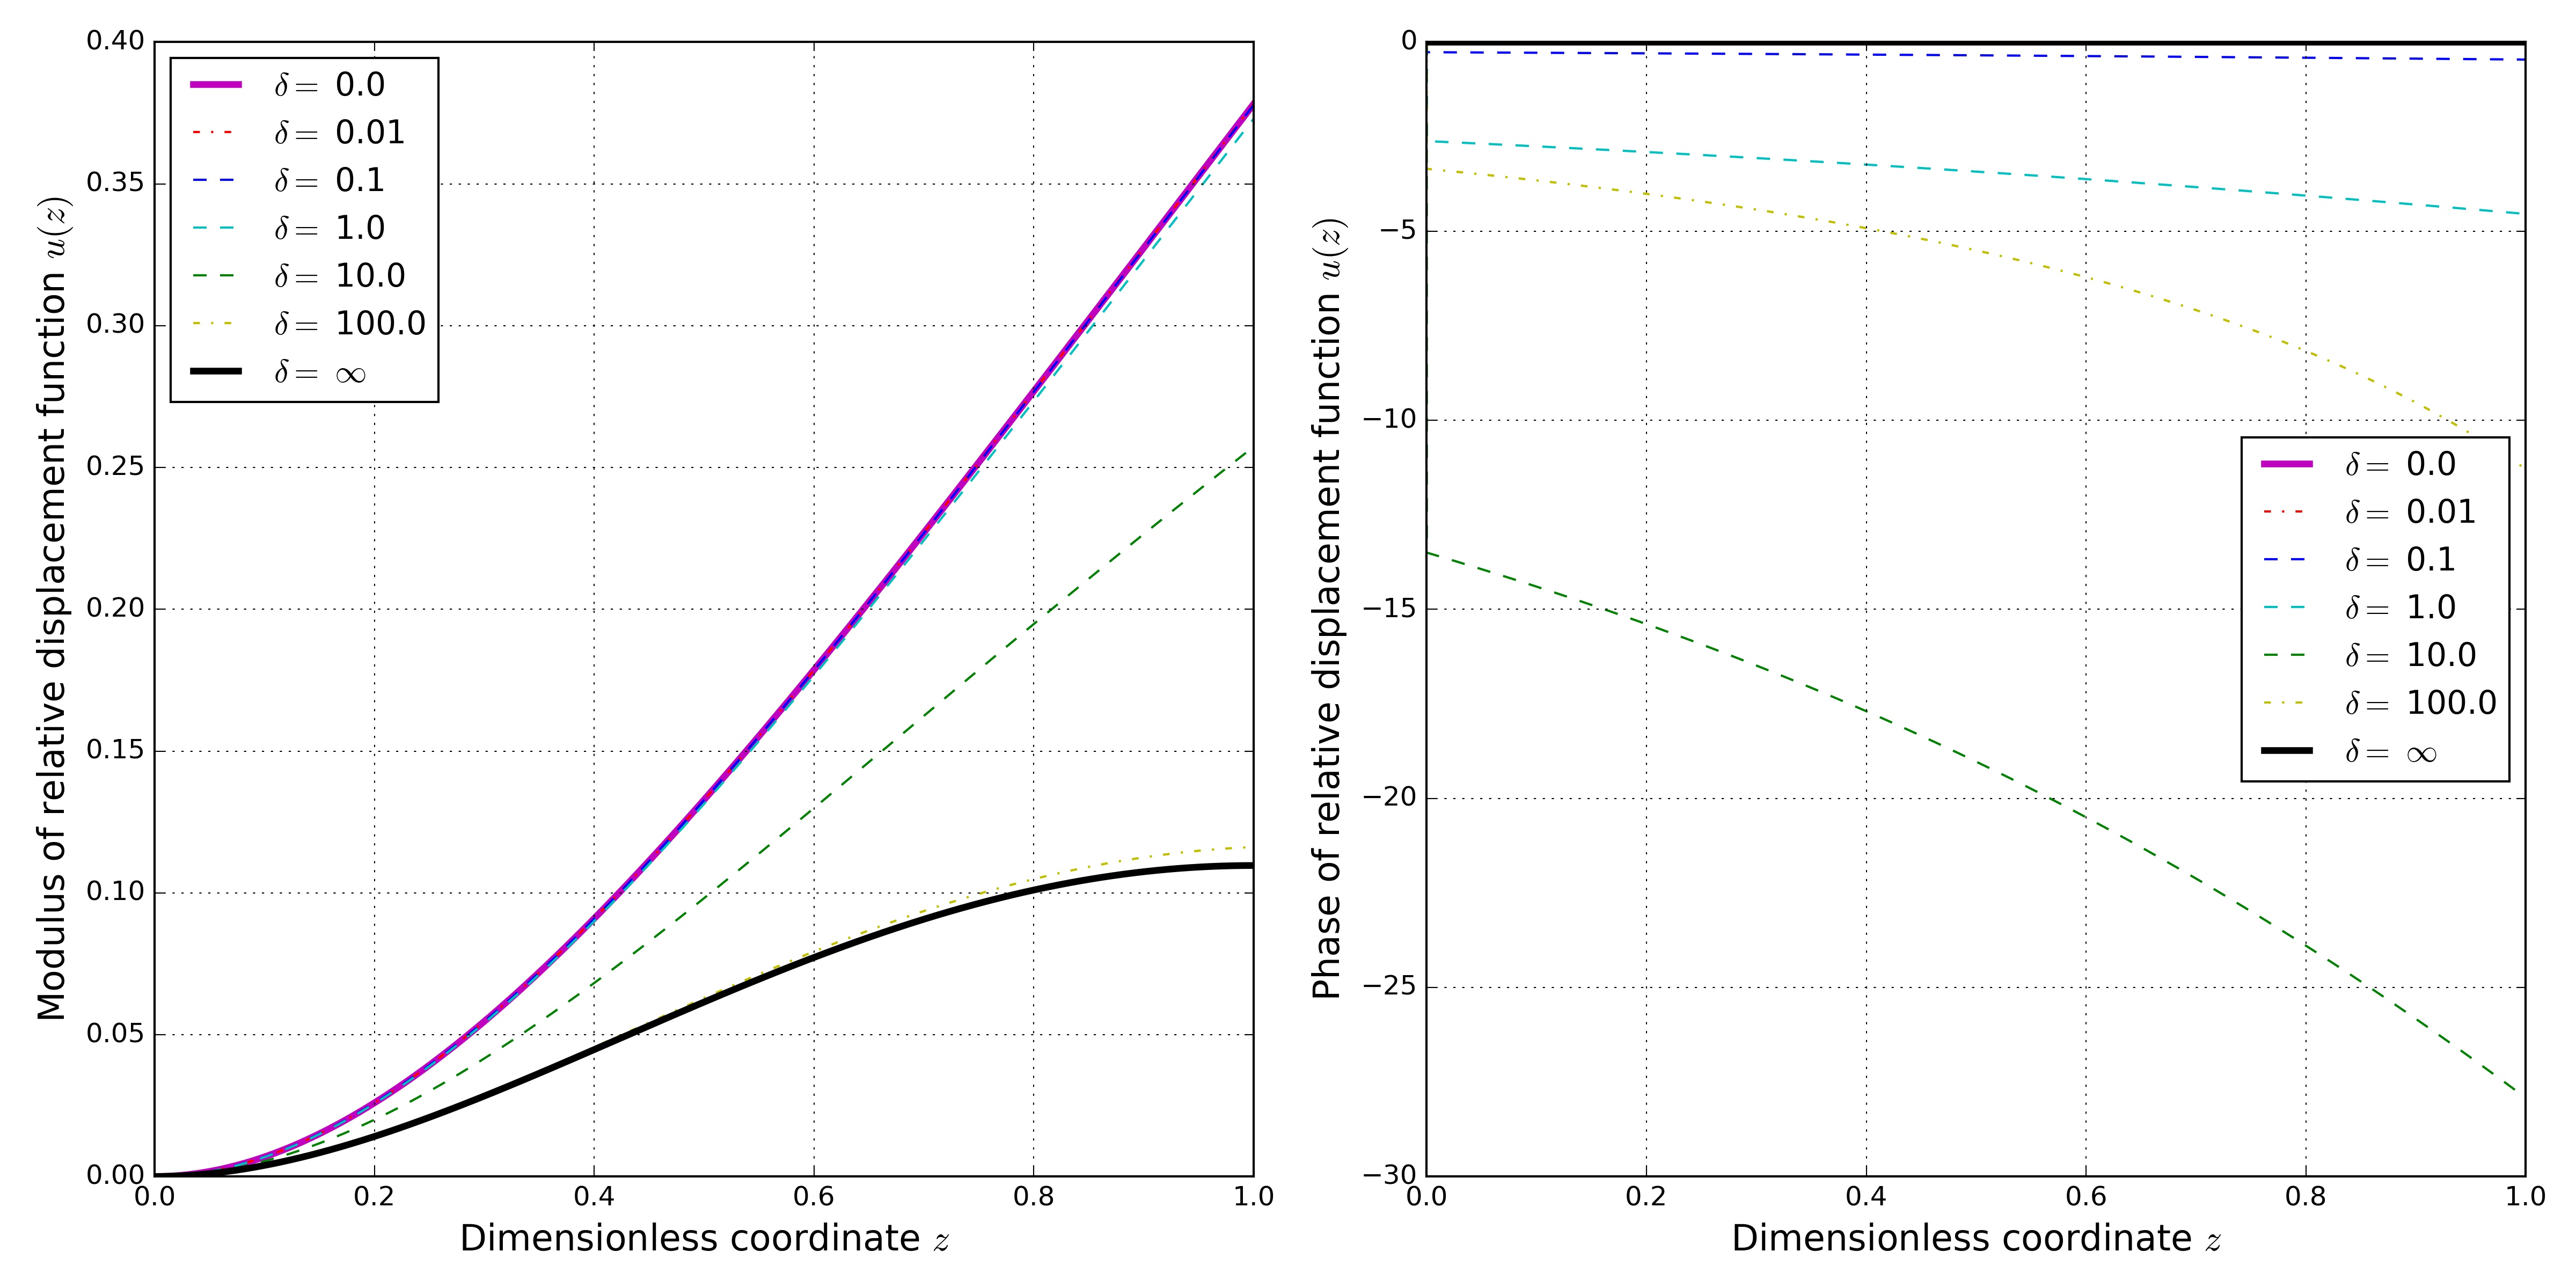 Modulus of relative displacement function u(z)
0.40
0.35
0.30
0.25
0.20
0.15
0.10
0.05
0.00
δ = 0.0
δ = 0.01
δ = 0.1
δ = 1.0
δ = 10.0
δ = 100.0
δ = ∞
0.0 0.2 0.4 0.6 0.8 1.0
Dimensionless coordinate z
Phase of relative displacement function u(z)
0
−5
−10
−15
−20
−25
−30
δ = 0.0
δ = 0.01
δ = 0.1
δ = 1.0
δ = 10.0
δ = 100.0
δ = ∞
0.0 0.2 0.4 0.6 0.8 1.0
Dimensionless coordinate z